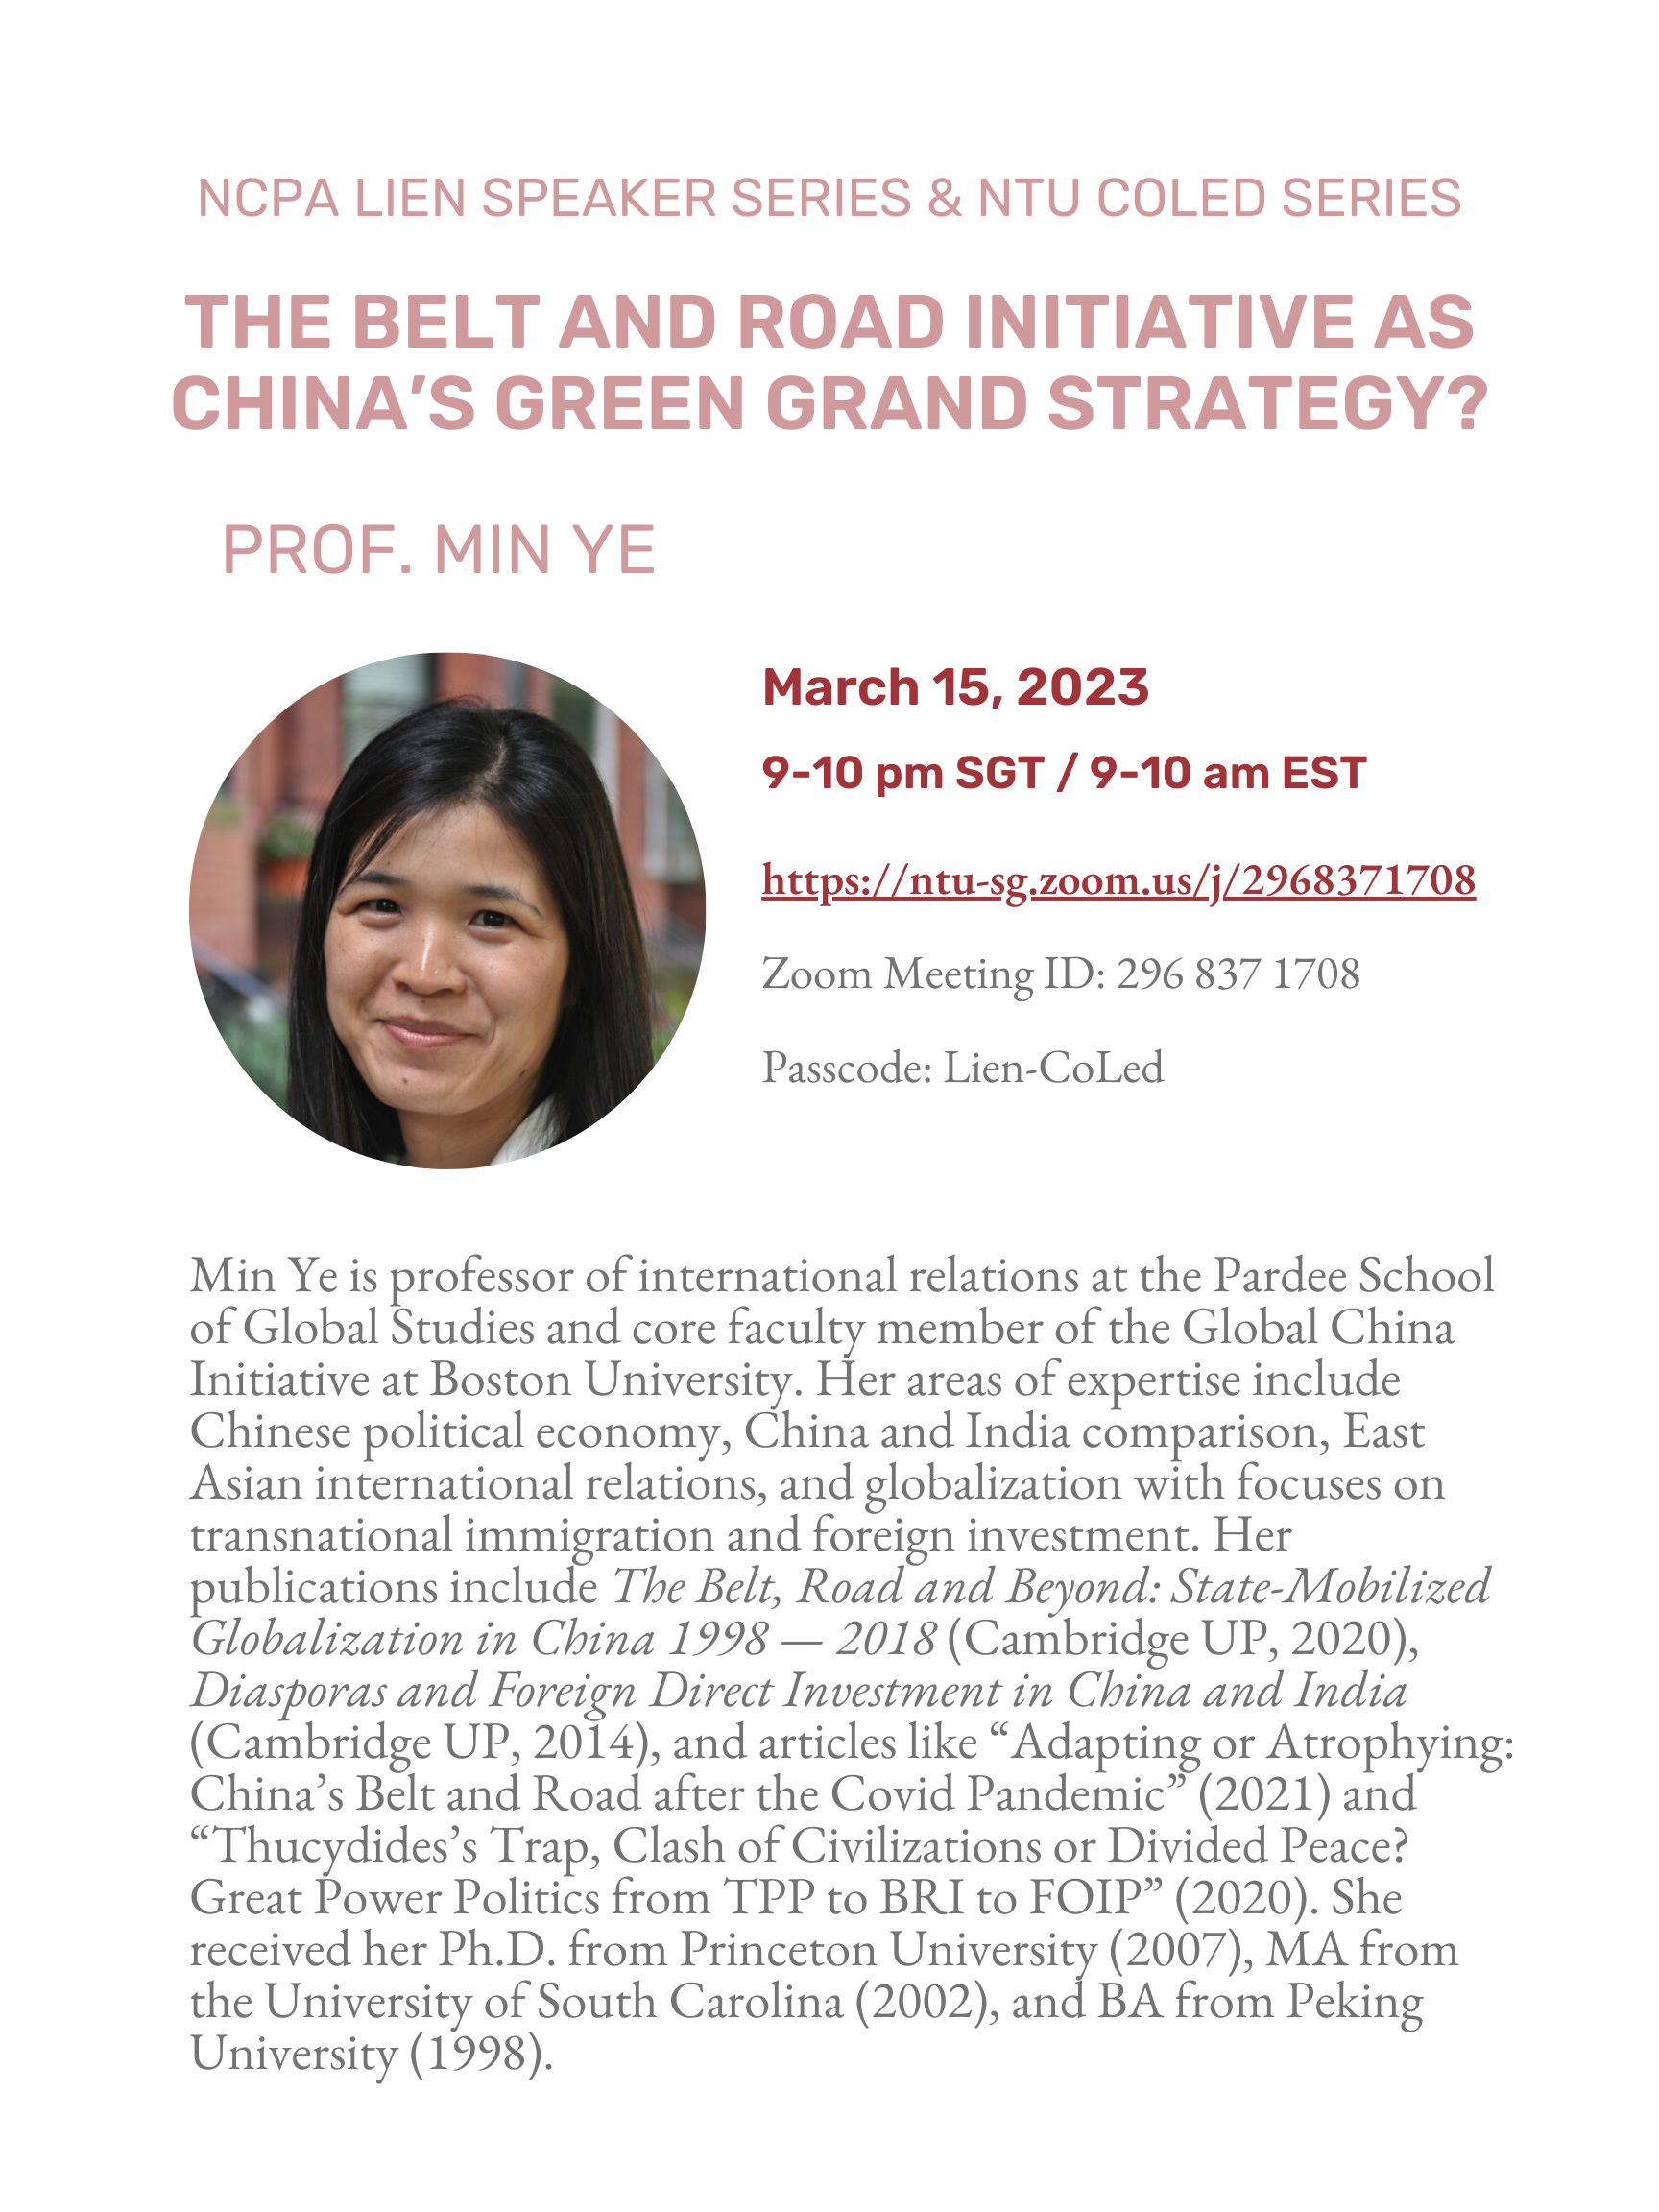 NCPA LIEN SPEAKER SERIES & NTU COLED SERIES
THE BELT AND ROAD INITIATIVE AS
CHINA’S GREEN GRAND STRATEGY?
PROF. MIN YE
March 15, 2023
9-10 pm SGT / 9-10 am EST
https://ntu-sg.zoom.us/j/2968371708
Zoom Meeting ID: 296 837 1708
Passcode: Lien-CoLed
Min Ye is professor of international relations at the Pardee School
of Global Studies and core faculty member of the Global China
Initiative at Boston University. Her areas of expertise include
Chinese political economy, China and India comparison, East
Asian international relations, and globalization with focuses on
transnational immigration and foreign investment. Her
publications include The Belt, Road and Beyond: State-Mobilized
Globalization in China 1998 — 2018 (Cambridge UP, 2020),
Diasporas and Foreign Direct Investment in China and India
(Cambridge UP, 2014), and articles like “Adapting or Atrophying:
China’s Belt and Road after the Covid Pandemic” (2021) and
“Thucydides’s Trap, Clash of Civilizations or Divided Peace?
Great Power Politics from TPP to BRI to FOIP” (2020). She
received her Ph.D. from Princeton University (2007), MA from
the University of South Carolina (2002), and BA from Peking
University (1998).